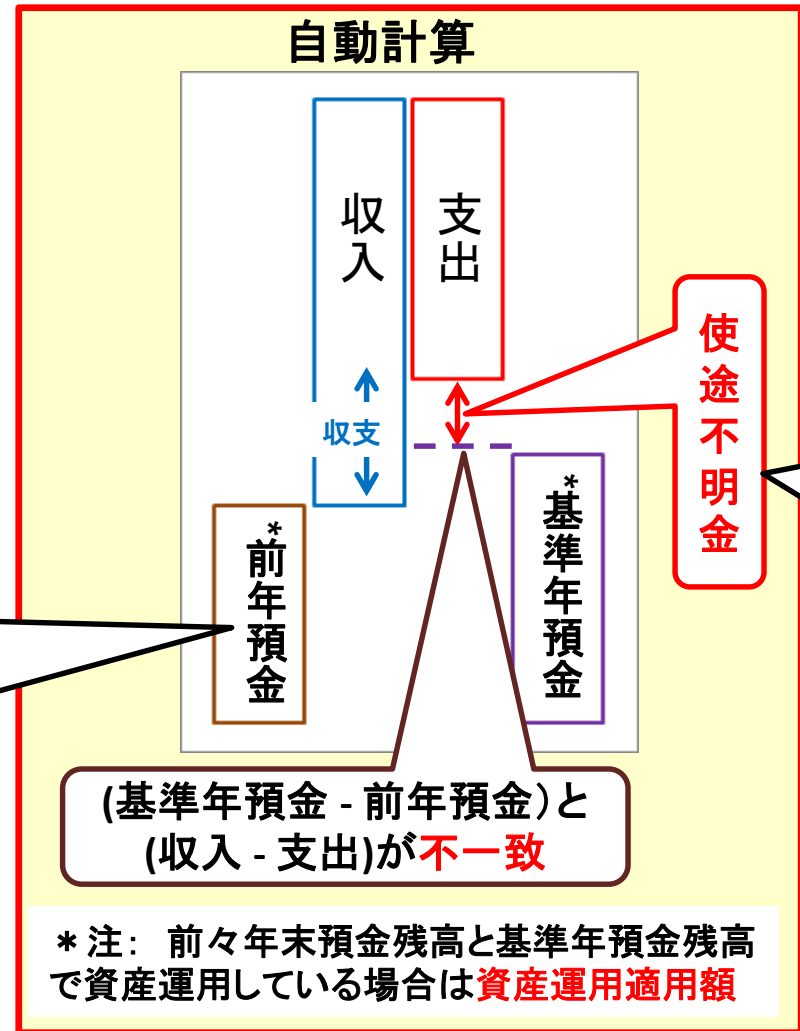 自動計算
収入
支出
収支
使途不明金
*前年預金
*基準年預金
(基準年預金 - 前年預金）と
(収入 - 支出)が不一致
＊注： 前々年末預金残高と基準年預金残高
で資産運用している場合は資産運用適用額